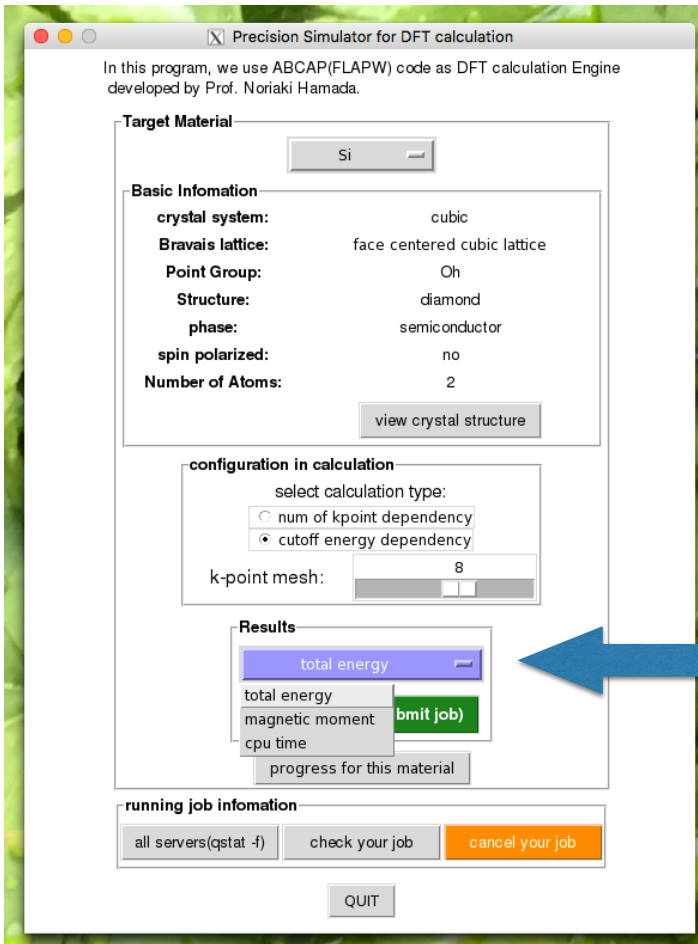 Precision Simulator for DFT calculation
In this program, we use ABCAP(FLAPW) code as DFT calculation Engine
developed by Prof. Noriaki Hamada.
Target Material
Si
Basic Infomation
crystal system: cubic
Bravais lattice: face centered cubic lattice
Point Group: Oh
Structure: diamond
phase: semiconductor
spin polarized: no
Number of Atoms: 2
view crystal structure
configuration in calculation
select calculation type:
num of kpoint dependency
cutoff energy dependency
8
k-point mesh:
Results
total energy
total energy
magnetic moment
bmit job)
cpu time
progress for this material
running job infomation
all servers(qstat -f) check your job cancel your job
QUIT